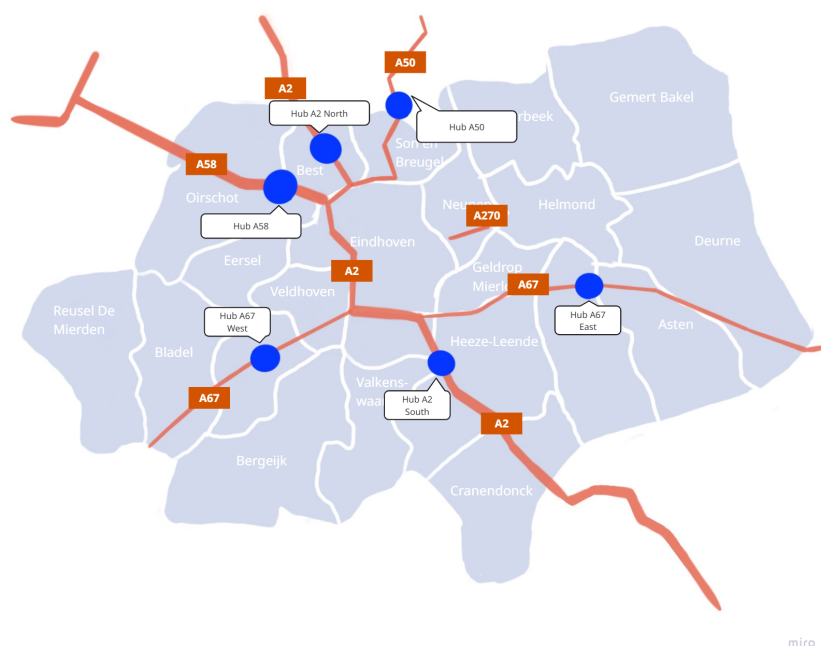 A50
Gemert Bakel
A2
Hub A2 North
Hub A50
Son en
Breugel
A58
Best
Oirschot
A270
Helmond
Hub A58
Eindhoven
Deurne
Eersel
A2
Geldrop
Veldhoven
A67
Reusel De
Mierden
Hub A67
West
Hub A67
East
Asten
Bladel
Heeze-Leende
Valkens-
Hub A2
South
A67
A2
Bergeijk
Cranendonck
miro